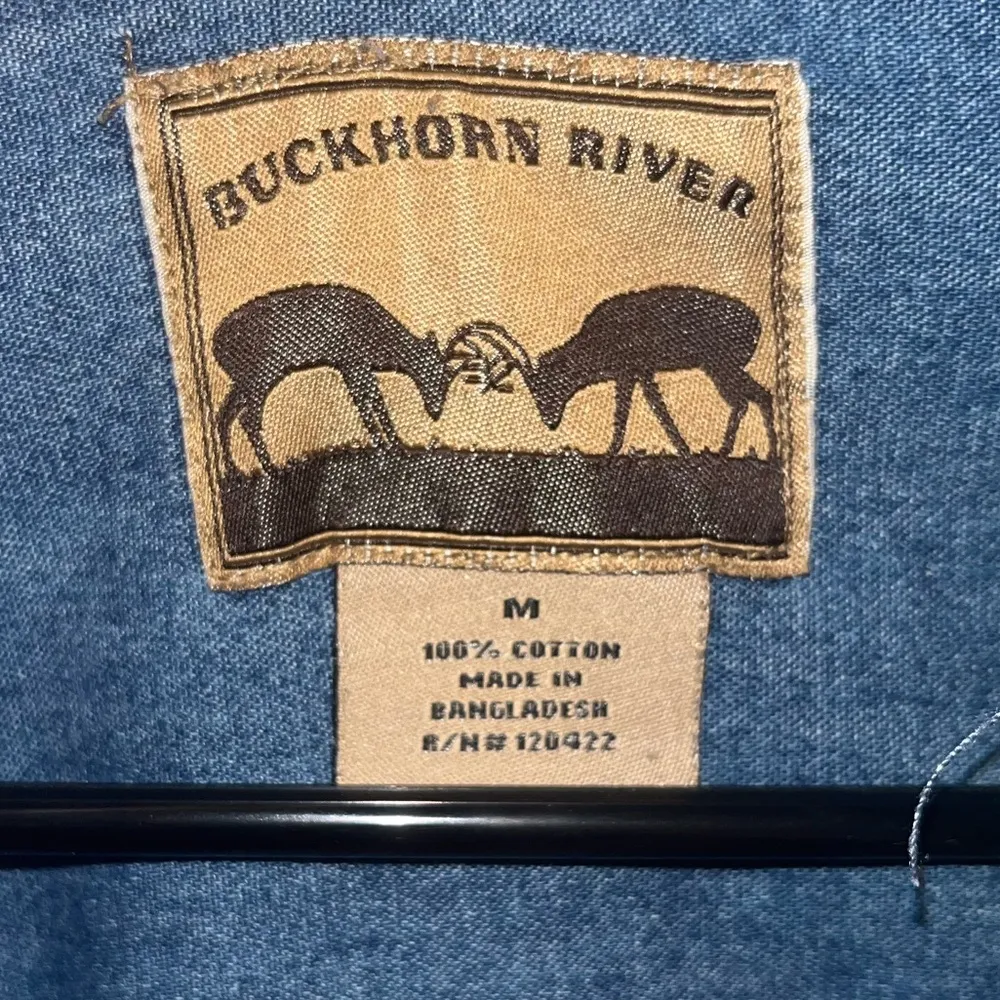 BUCKHORN RIVER
M
100% COTTON
MADE IN
BANGLADESH
R/N# 120422